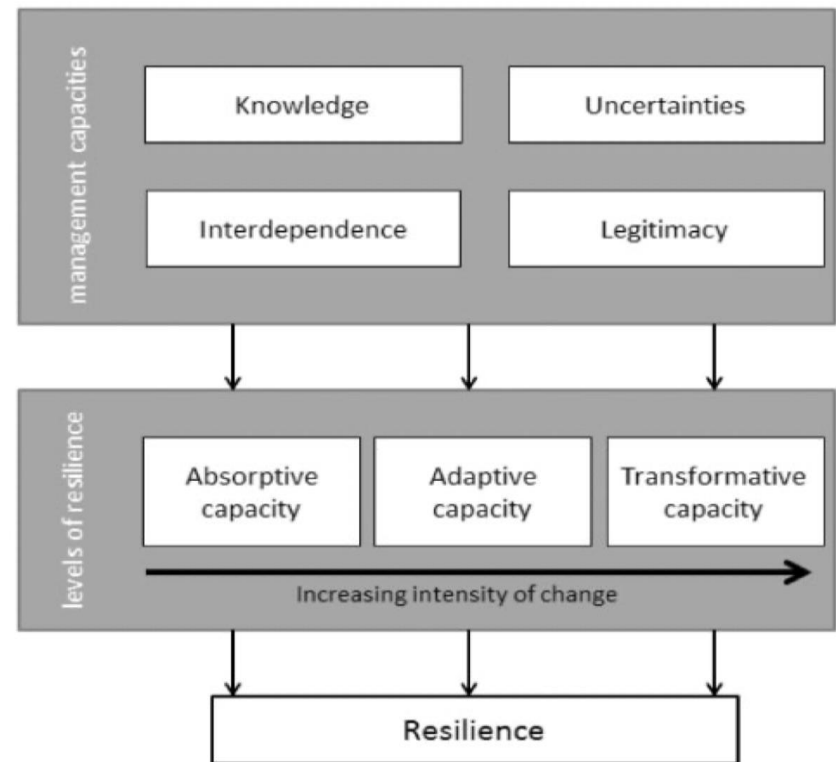 management capacities
Knowledge
Uncertainties
Interdependence
Legitimacy
levels of resilience
Absorptive
capacity
Adaptive
capacity
Transformative
capacity
Increasing intensity of change
Resilience